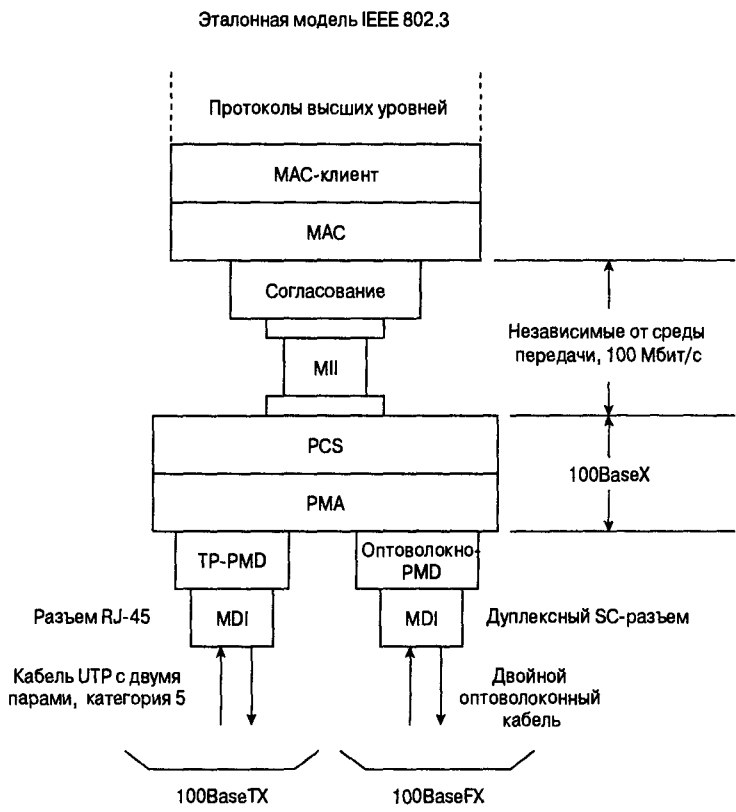 Эталонная модель IEEE 802.3
Протоколы высших уровней
МАС-клиент
МАС
Согласование
MII
Независимые от среды
передачи, 100 Мбит/с
PCS
100BaseX
PMA
TP-PMD
Оптоволокно-
PMD
Разъем RJ-45
MDI
MDI
Дуплексный SC-разъем
Кабель UTP с двумя
парами, категория 5
Двойной
оптоволоконный
кабель
100BaseTX
100BaseFX